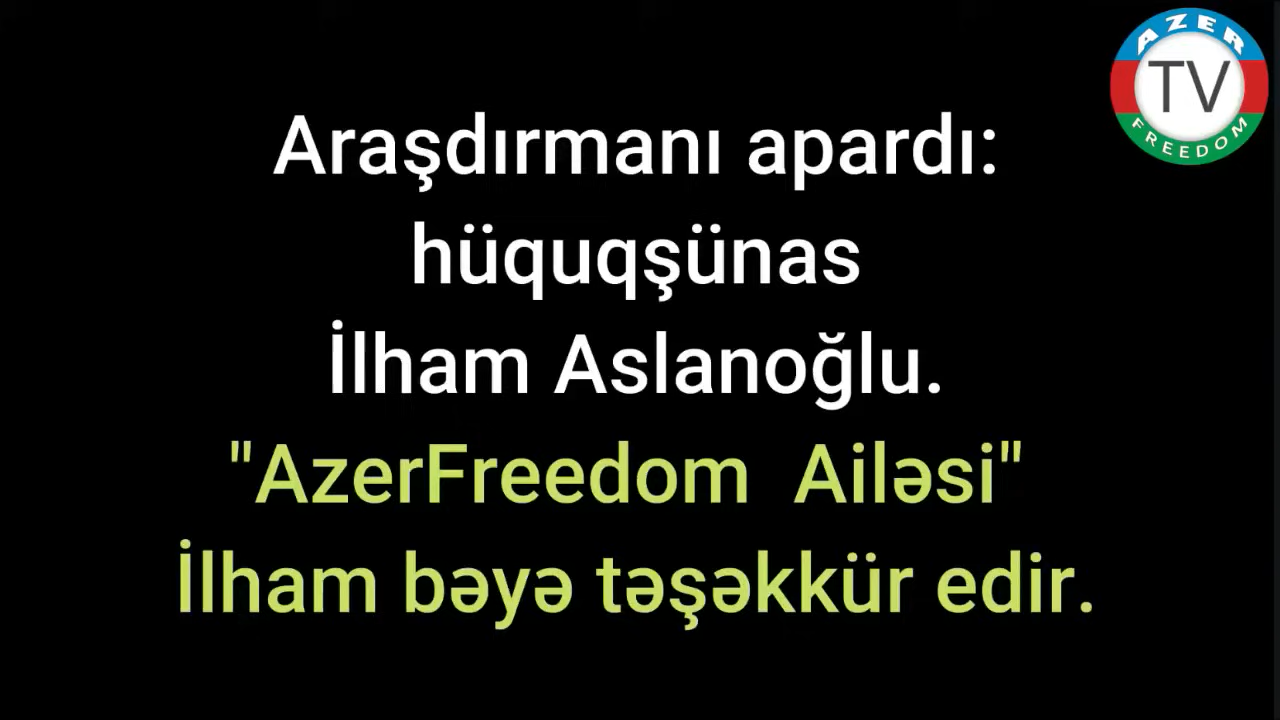 AZER
TV
FREEDOM
Araşdırmanı apardı:
hüquqşünas
İlham Aslanoğlu.
"AzerFreedom Ailəsi"
İlham bəyə təşəkkür edir.